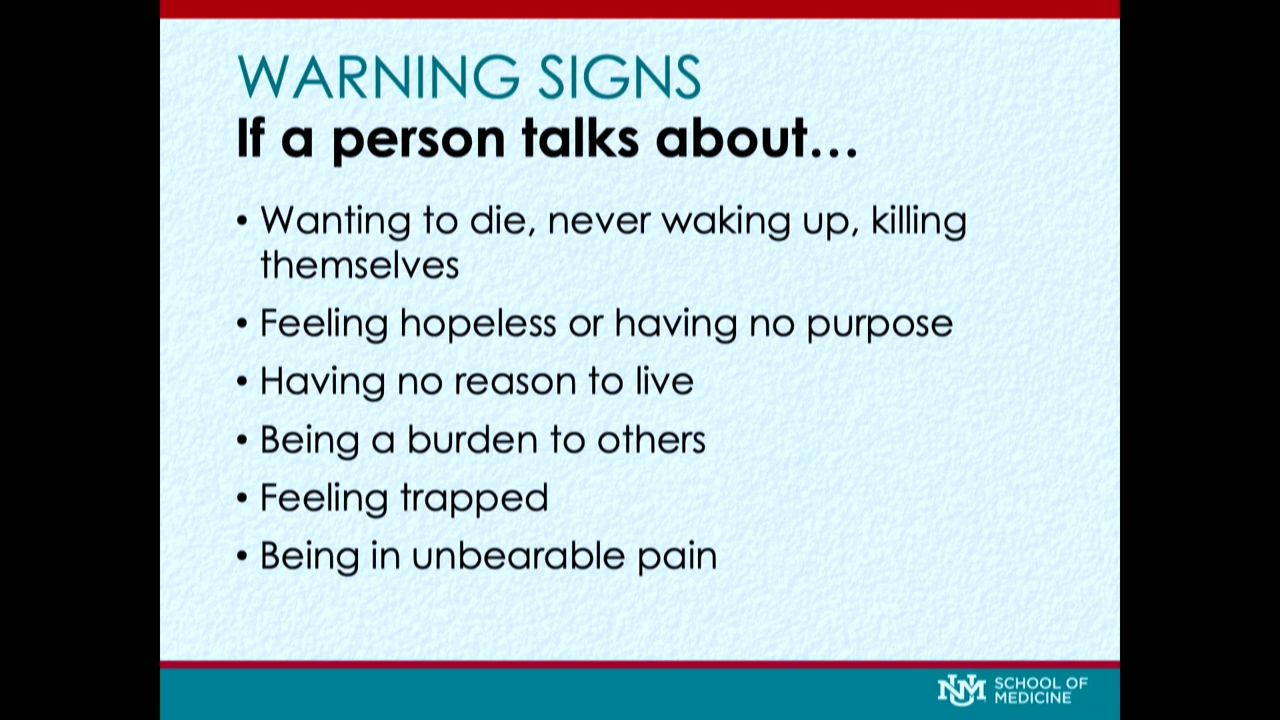 WARNING SIGNS
If a person talks about…
• Wanting to die, never waking up, killing
themselves
• Feeling hopeless or having no purpose
• Having no reason to live
• Being a burden to others
• Feeling trapped
• Being in unbearable pain
UNM SCHOOL OF
MEDICINE